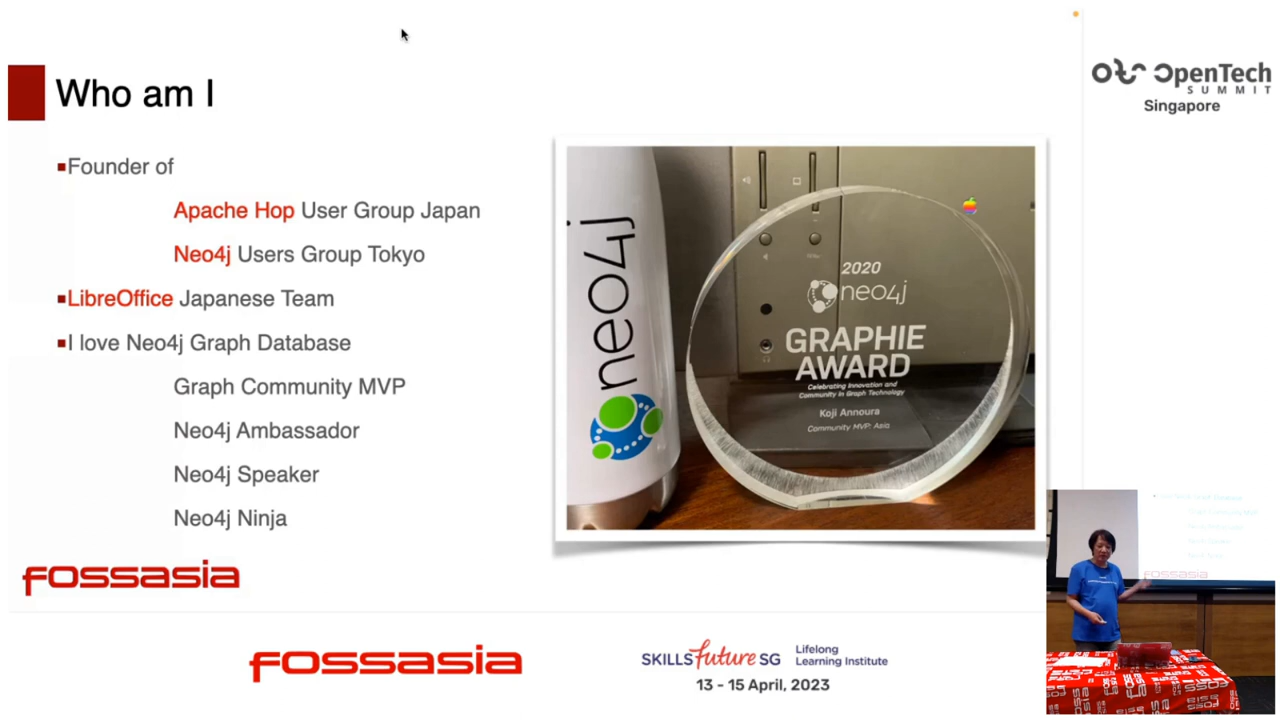 Who am I
▪Founder of
Apache Hop User Group Japan
Neo4j Users Group Tokyo
▪LibreOffice Japanese Team
▪I love Neo4j Graph Database
Graph Community MVP
Neo4j Ambassador
Neo4j Speaker
Neo4j Ninja
fossasia
neo4j
2020
neo4j
GRAPHIE
AWARD
Celebrating Innovation and
Community in Graph Technology
Koji Annoura
Community MVP: Asia
OpenTech
SUMMIT
Singapore
fossasia
SKILLSfuture SG
Lifelong
Learning Institute
13 - 15 April, 2023
fossasia